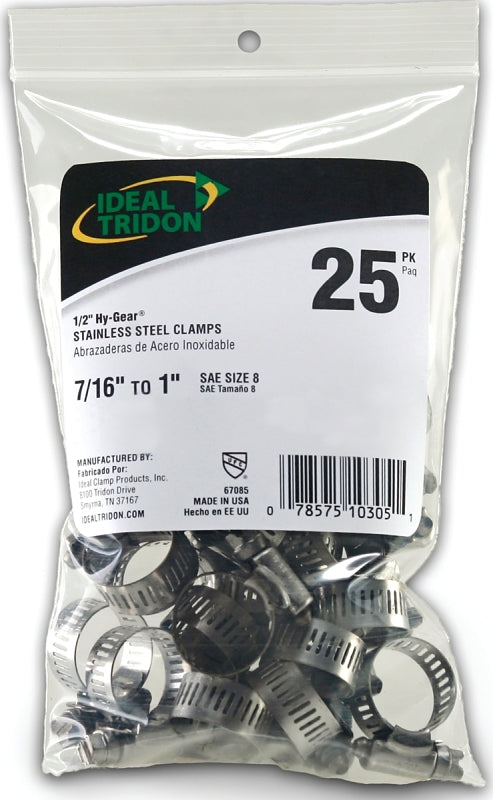 IDEAL
TRIDON
25 PK
Paq
1/2" Hy-Gear®
STAINLESS STEEL CLAMPS
Abrazaderas de Acero Inoxidable
7/16" TO 1" SAE SIZE 8
SAE Tamaño 8
MANUFACTURED BY:
Fabricado Por:
Ideal Clamp Products, Inc.
8100 Tridon Drive
Smyrna, TN 37167
IDEALTRIDON.COM
UPC
67085
MADE IN USA
Hecho en EE UU
0 78575 10305 1